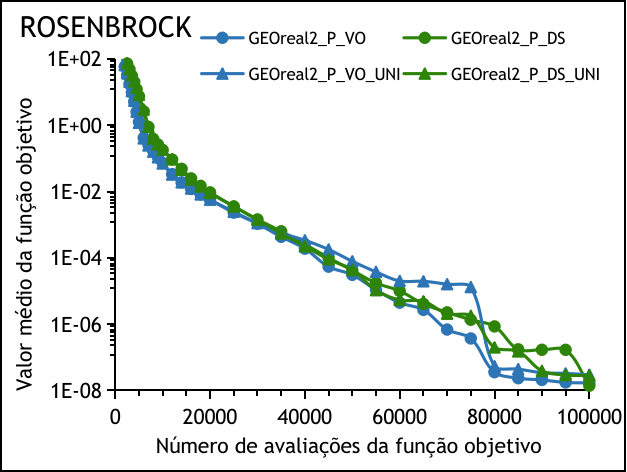 ROSENBROCK
GEOreal2_P_VO
GEOreal2_P_DS
GEOreal2_P_VO_UNI
GEOreal2_P_DS_UNI
Valor médio da função objetivo
1E+02
1E+00
1E-02
1E-04
1E-06
1E-08
0 20000 40000 60000 80000 100000
Número de avaliações da função objetivo